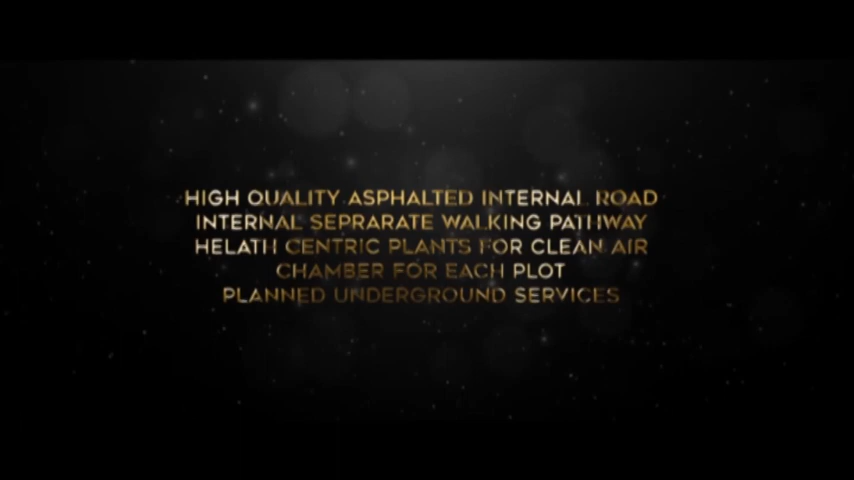 HIGH QUALITY ASPHALTED INTERNAL ROAD
INTERNAL SEPRARATE WALKING PATHWAY
HELATH CENTRIC PLANTS FOR CLEAN AIR
CHAMBER FOR EACH PLOT
PLANNED UNDERGROUND SERVICES